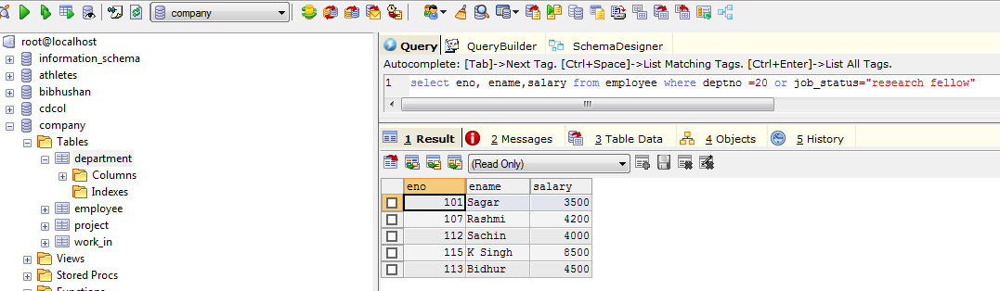 company
root@localhost
information_schema
athletes
bibhushan
cdcol
company
Tables
department
Columns
Indexes
employee
project
work_in
Views
Stored Procs
Functions
Query QueryBuilder SchemaDesigner
Autocomplete: [Tab]->Next Tag. [Ctrl+Space]->List Matching Tags. [Ctrl+Enter]->List All Tags.
1 select eno, ename,salary from employee where deptno =20 or job_status="research fellow"
1 Result 2 Messages 3 Table Data 4 Objects 5 History
(Read Only)
eno ename salary
101 Sagar 3500
107 Rashmi 4200
112 Sachin 4000
115 K Singh 8500
113 Bidhur 4500